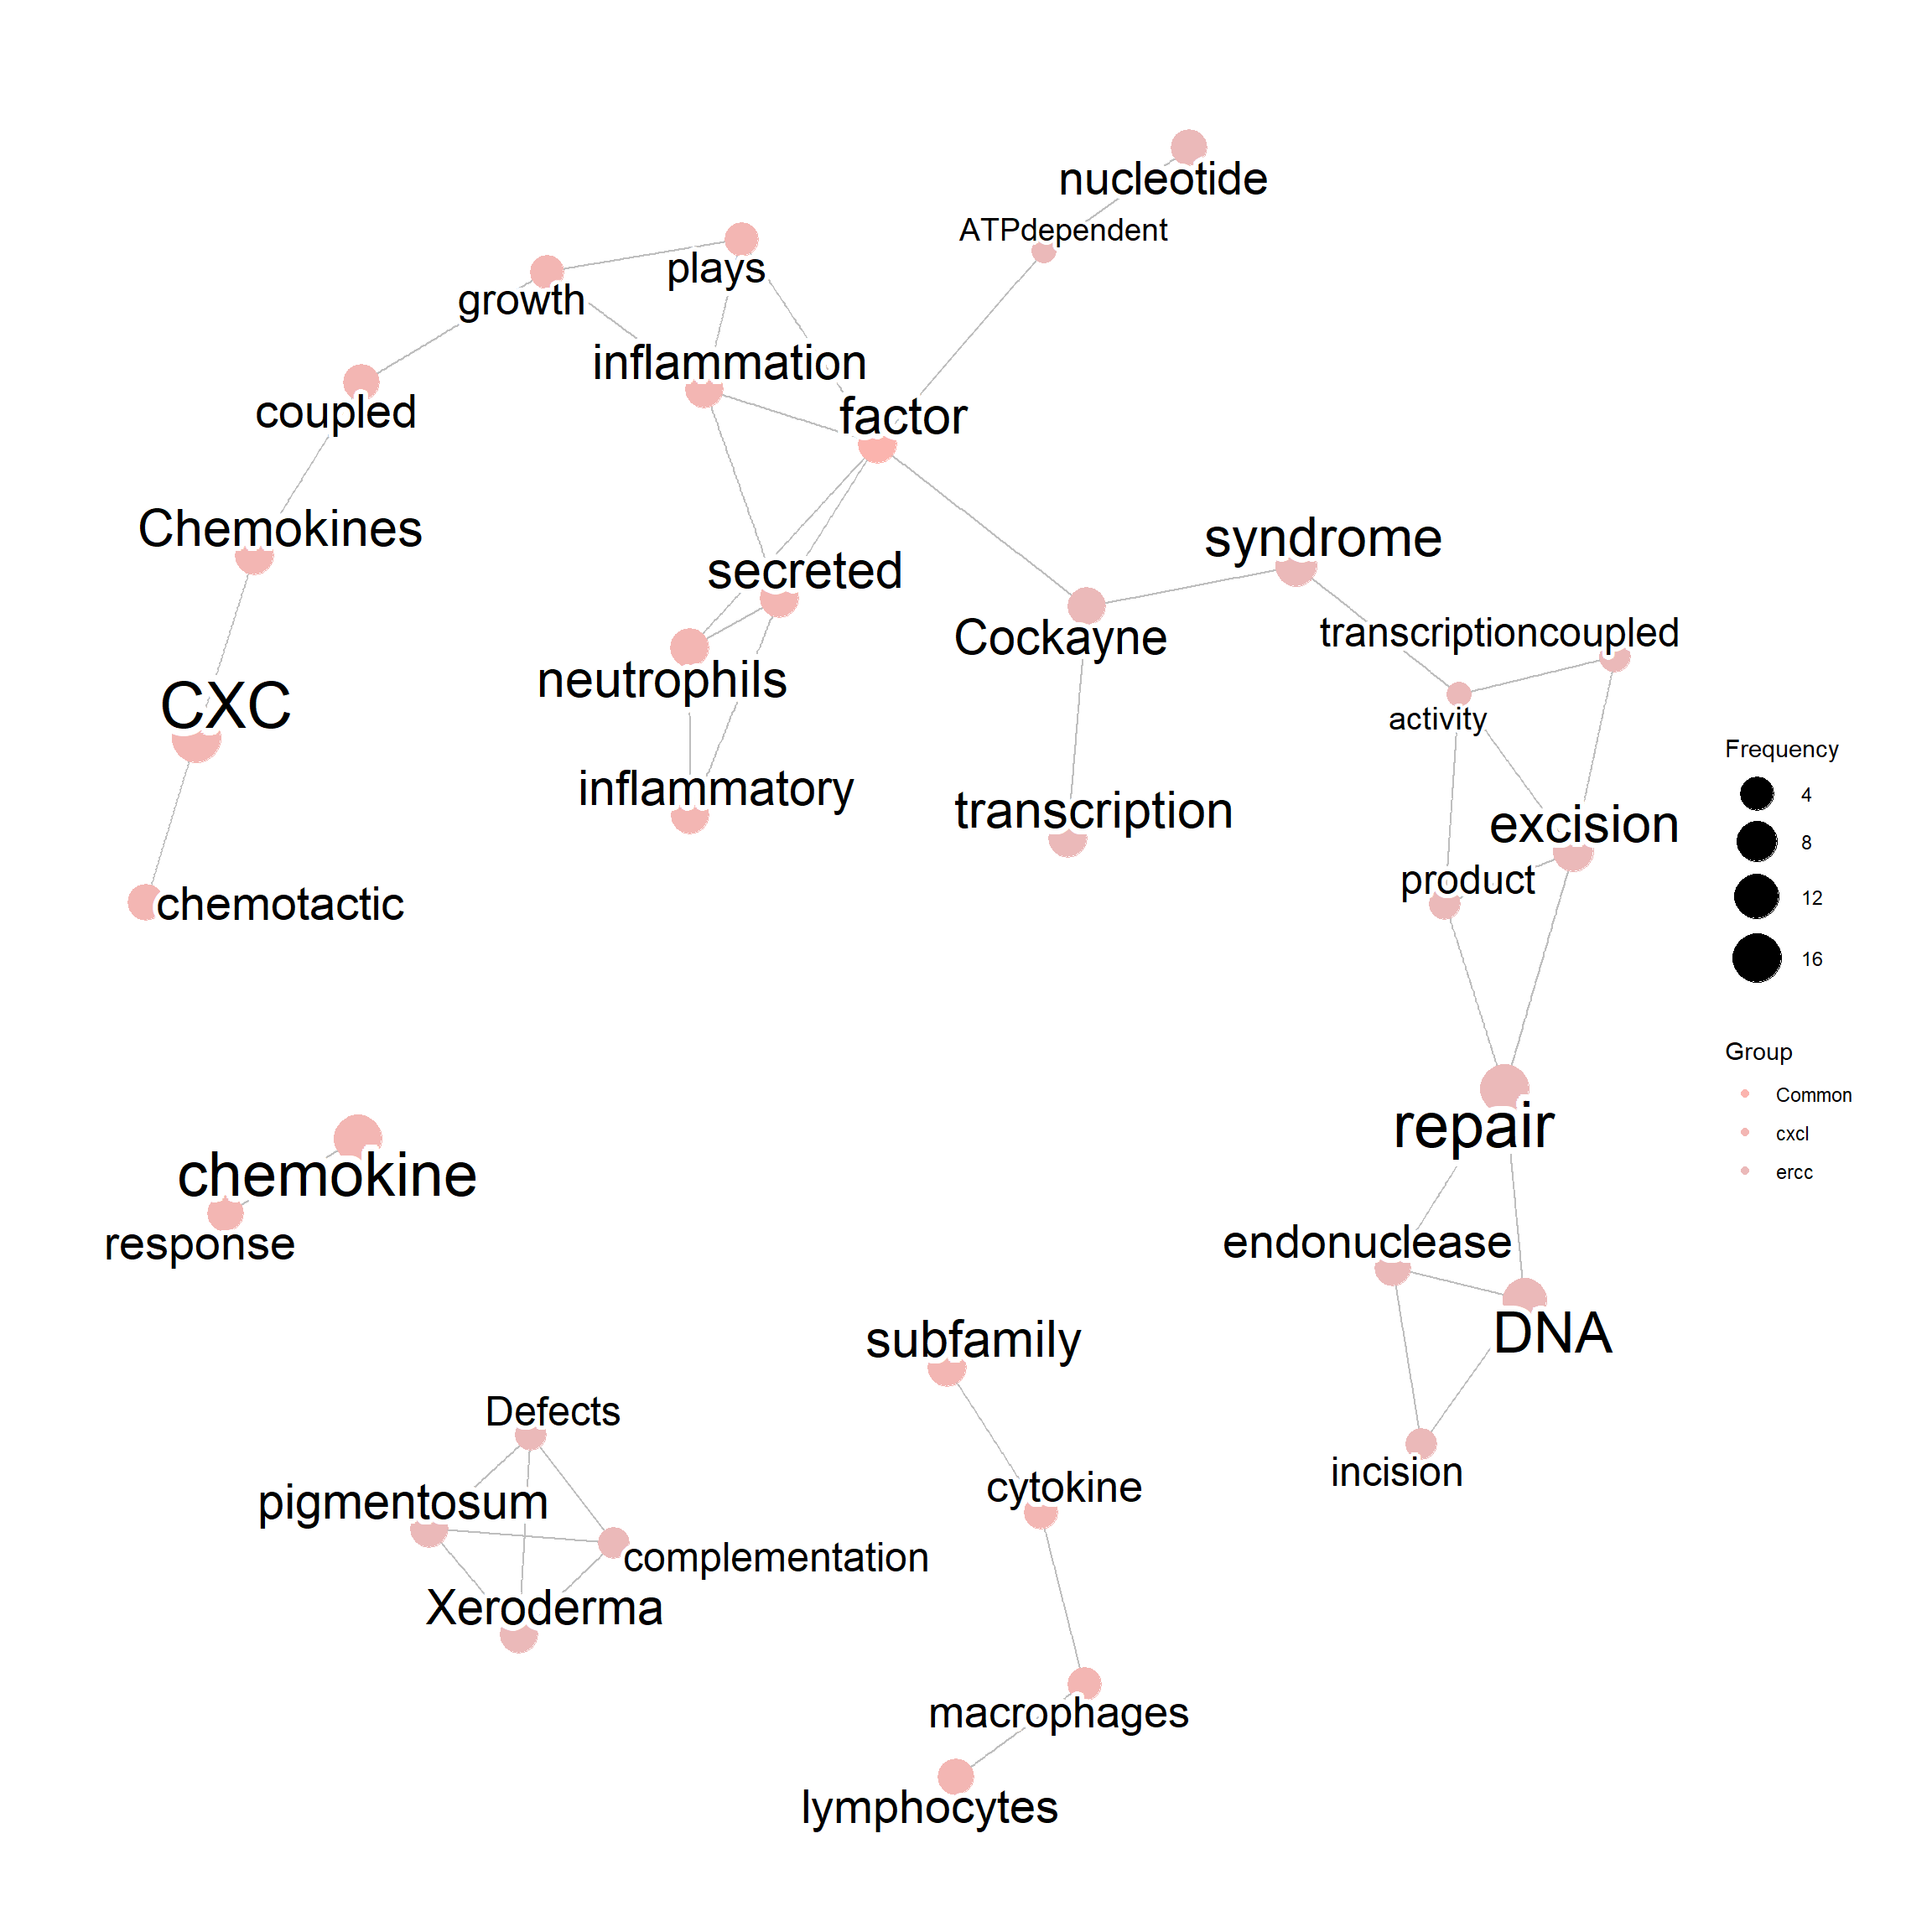 nucleotide
ATPdependent
plays
growth
inflammation
coupled
factor
Chemokines
syndrome
secreted
transcriptioncoupled
Cockayne
neutrophils
CXC
activity
Frequency
4
inflammatory
transcription
excision
8
product
12
chemotactic
16
Group
Common
repair
cxcl
chemokine
ercc
response
endonuclease
DNA
subfamily
Defects
incision
cytokine
pigmentosum
complementation
Xeroderma
macrophages
lymphocytes